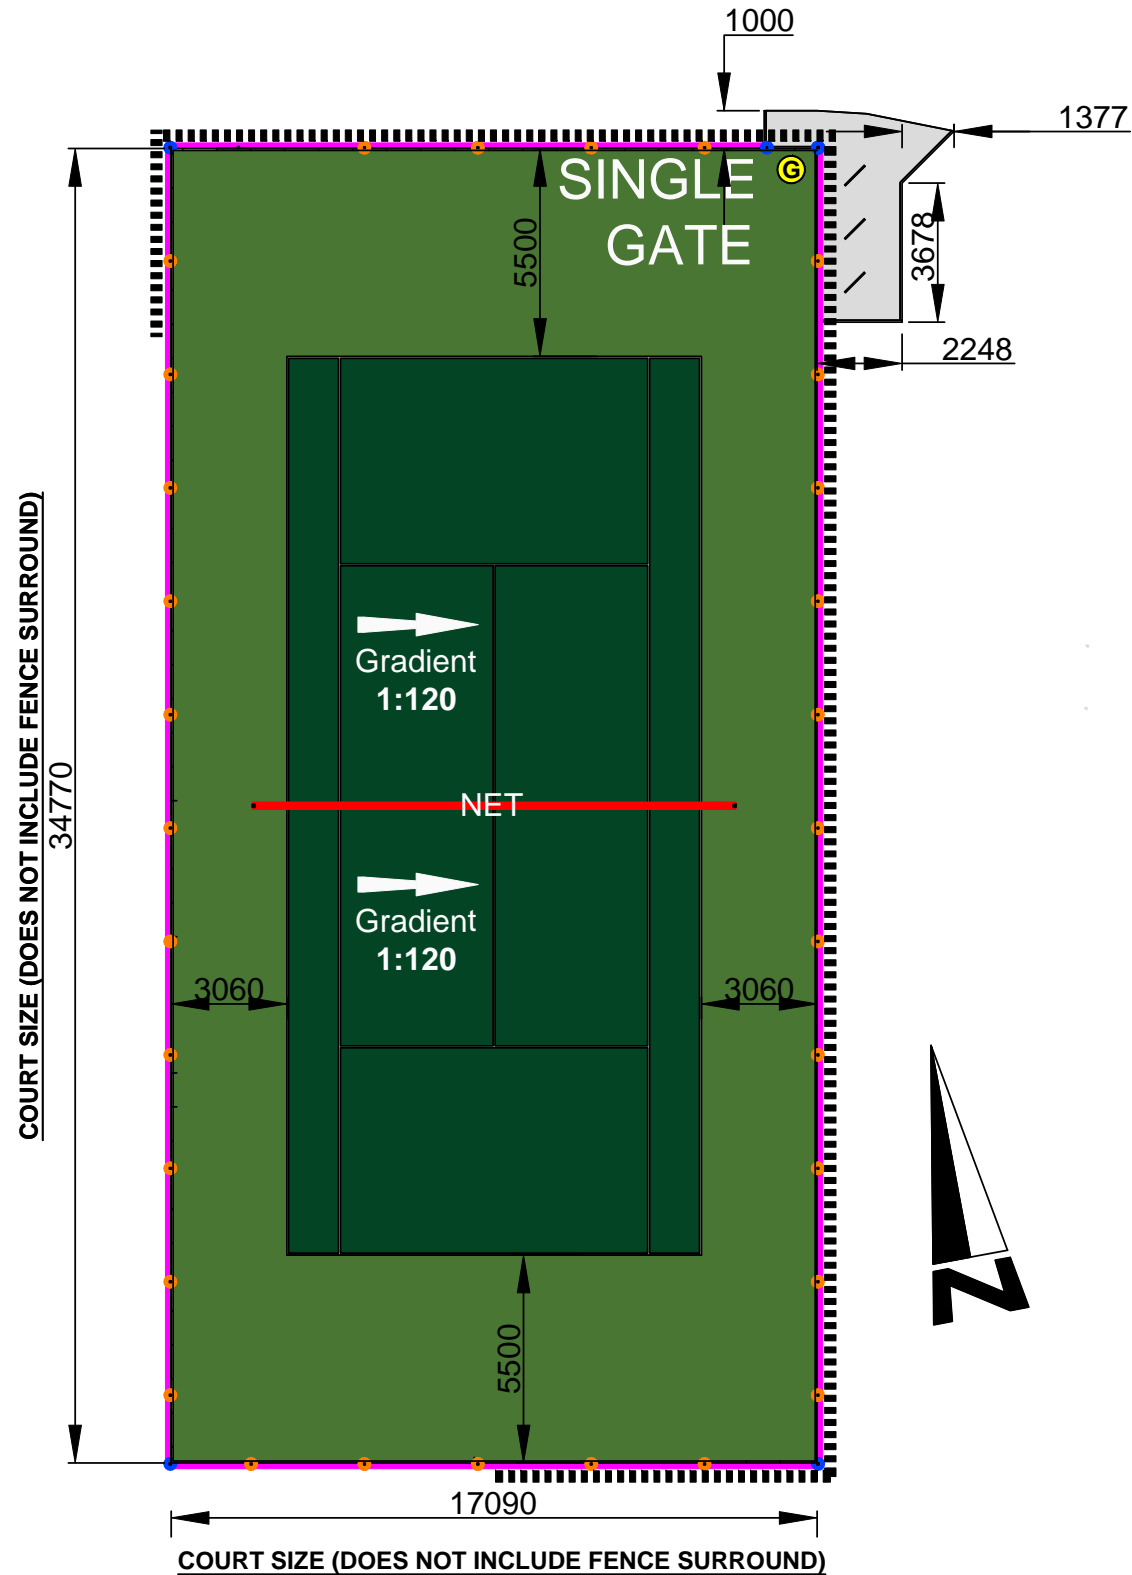 1000
1377
SINGLE
G
GATE
5500
3678
2248
Gradient
1:120
COURT SIZE (DOES NOT INCLUDE FENCE SURROUND)
34770
NET
Gradient
1:120
3060
3060
5500
N
17090
COURT SIZE (DOES NOT INCLUDE FENCE SURROUND)